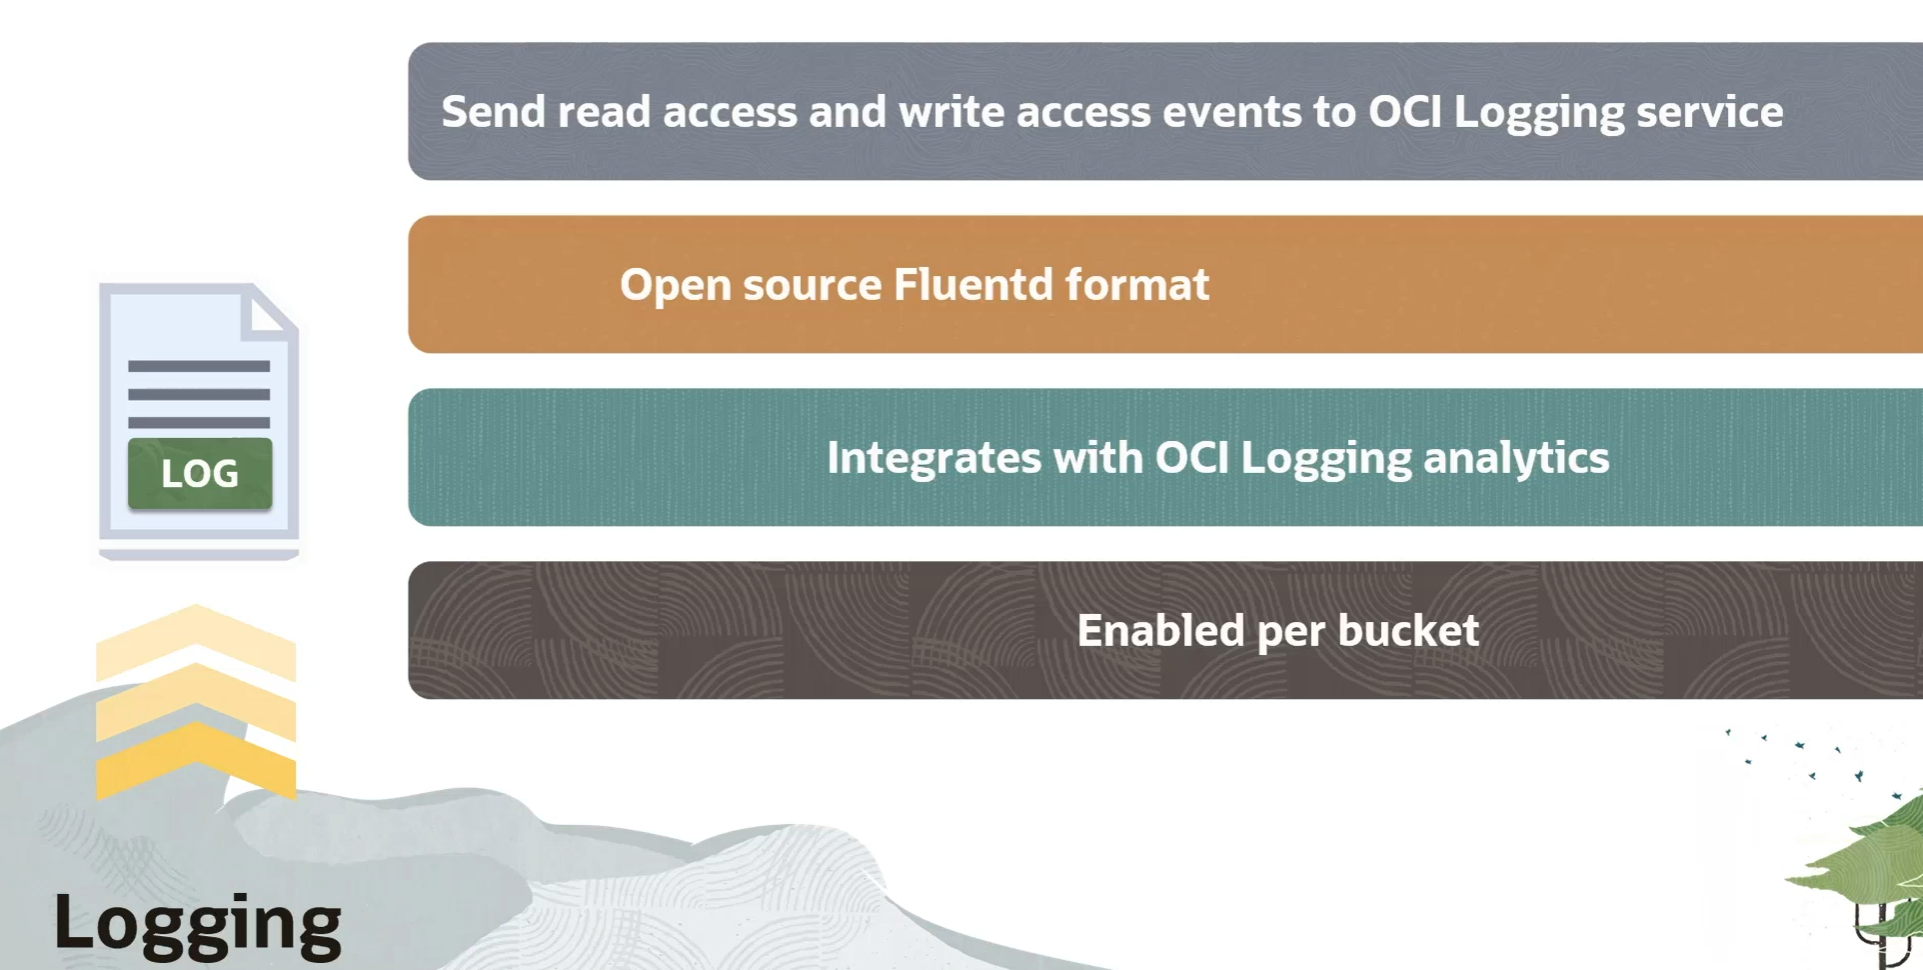 Send read access and write access events to OCI Logging service
Open source Fluentd format
LOG
Integrates with OCI Logging analytics
Enabled per bucket
Logging